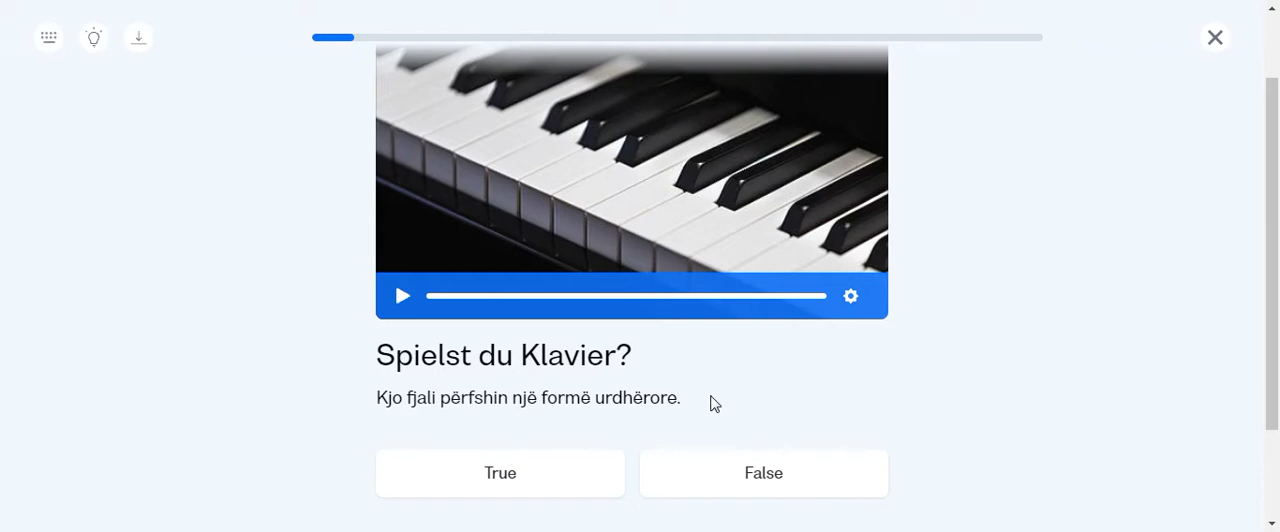 Spielst du Klavier?
Kjo fjali përfshin një formë urdhërore.
True
False